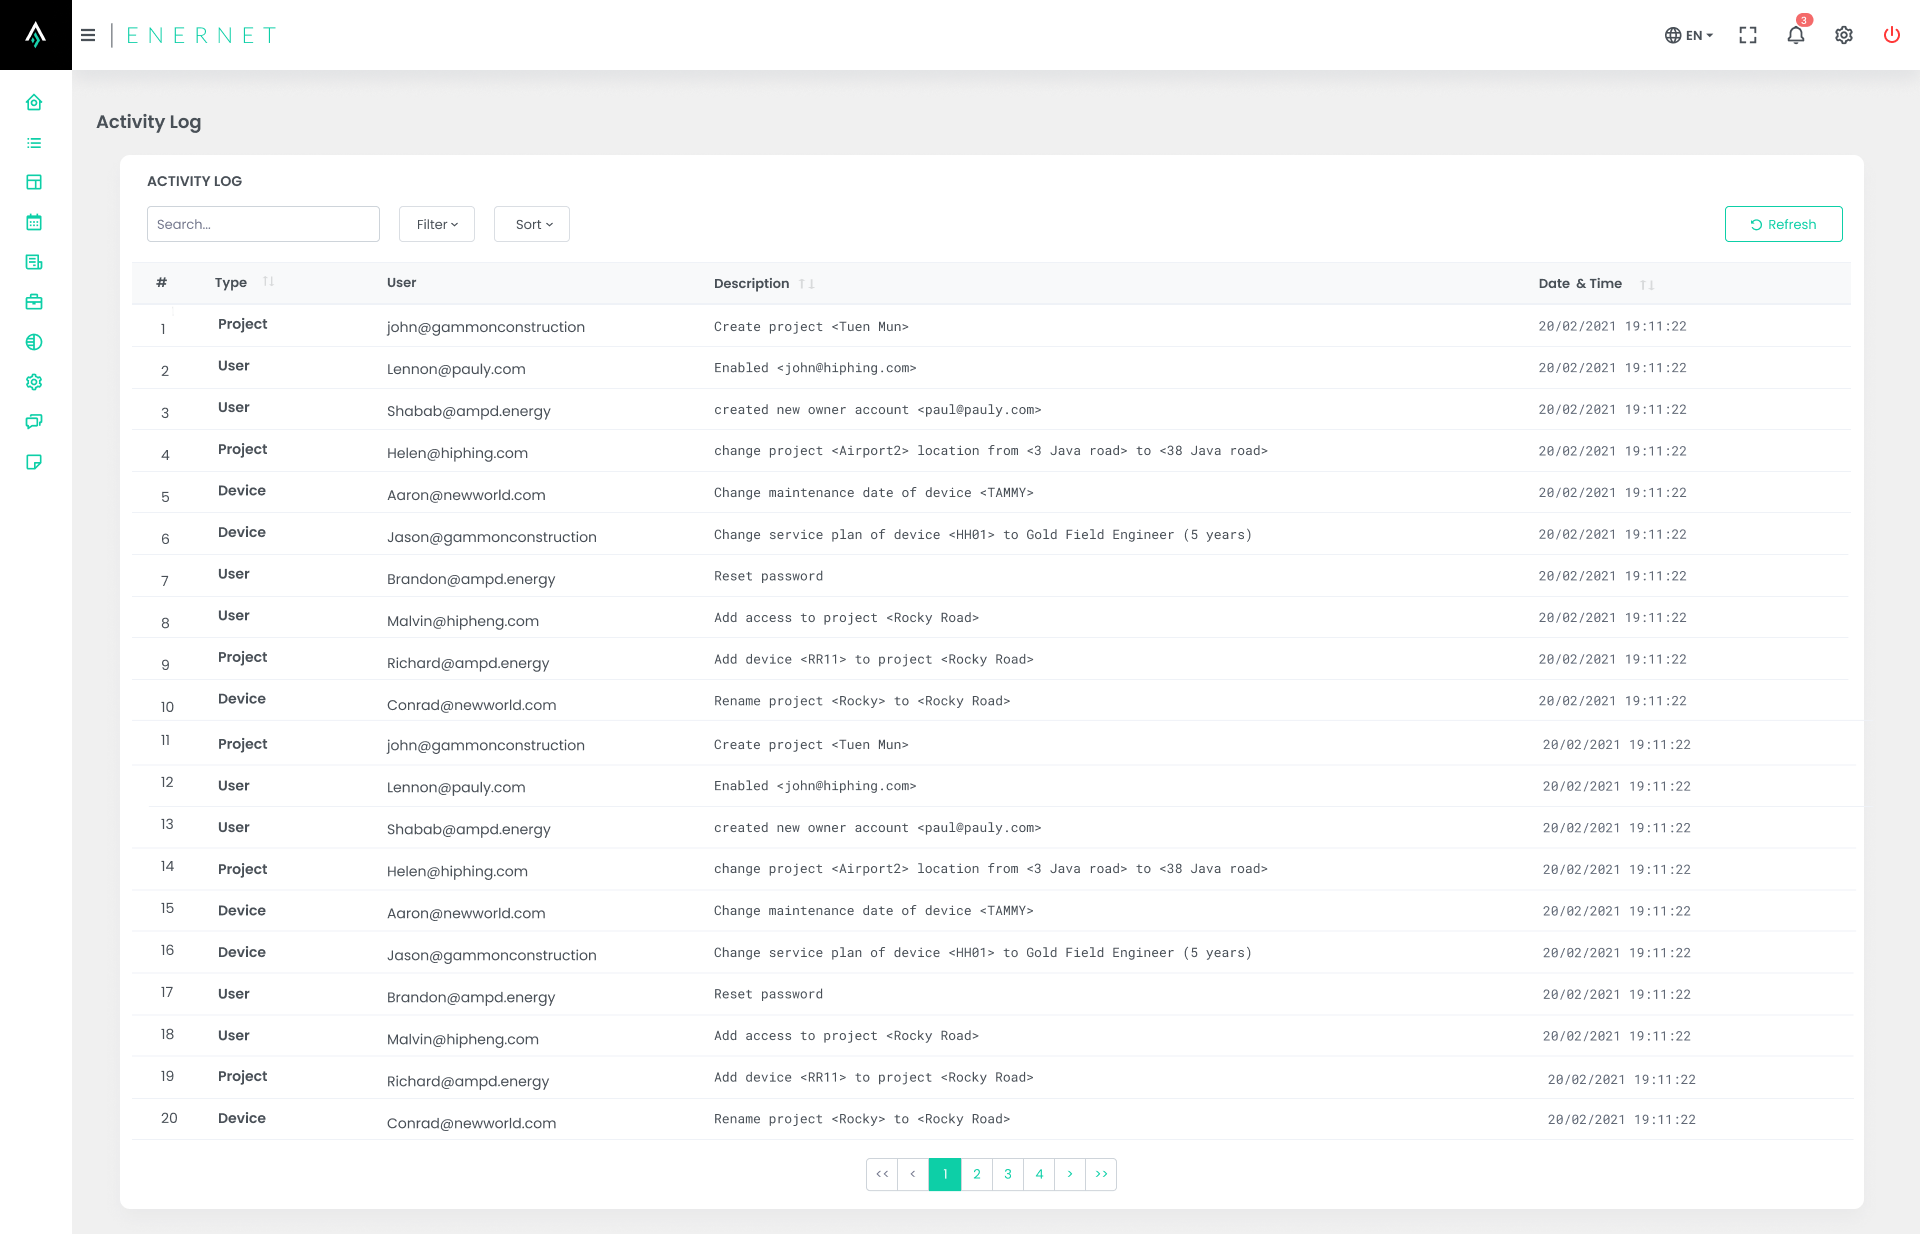 ENERNET
EN
3
Activity Log
ACTIVITY LOG
Search...
Filter
Sort
Refresh
# Type User Description Date & Time
1 Project john@gammonconstruction Create project <Tuen Mun> 20/02/2021 19:11:22
2 User Lennon@pauly.com Enabled <john@hiphing.com> 20/02/2021 19:11:22
3 User Shabab@ampd.energy created new owner account <paul@pauly.com> 20/02/2021 19:11:22
4 Project Helen@hiphing.com change project <Airport2> location from <3 Java road> to <38 Java road> 20/02/2021 19:11:22
5 Device Aaron@newworld.com Change maintenance date of device <TAMMY> 20/02/2021 19:11:22
6 Device Jason@gammonconstruction Change service plan of device <HH01> to Gold Field Engineer (5 years) 20/02/2021 19:11:22
7 User Brandon@ampd.energy Reset password 20/02/2021 19:11:22
8 User Malvin@hipheng.com Add access to project <Rocky Road> 20/02/2021 19:11:22
9 Project Richard@ampd.energy Add device <RR11> to project <Rocky Road> 20/02/2021 19:11:22
10 Device Conrad@newworld.com Rename project <Rocky> to <Rocky Road> 20/02/2021 19:11:22
11 Project john@gammonconstruction Create project <Tuen Mun> 20/02/2021 19:11:22
12 User Lennon@pauly.com Enabled <john@hiphing.com> 20/02/2021 19:11:22
13 User Shabab@ampd.energy created new owner account <paul@pauly.com> 20/02/2021 19:11:22
14 Project Helen@hiphing.com change project <Airport2> location from <3 Java road> to <38 Java road> 20/02/2021 19:11:22
15 Device Aaron@newworld.com Change maintenance date of device <TAMMY> 20/02/2021 19:11:22
16 Device Jason@gammonconstruction Change service plan of device <HH01> to Gold Field Engineer (5 years) 20/02/2021 19:11:22
17 User Brandon@ampd.energy Reset password 20/02/2021 19:11:22
18 User Malvin@hipheng.com Add access to project <Rocky Road> 20/02/2021 19:11:22
19 Project Richard@ampd.energy Add device <RR11> to project <Rocky Road> 20/02/2021 19:11:22
20 Device Conrad@newworld.com Rename project <Rocky> to <Rocky Road> 20/02/2021 19:11:22
<< < 1 2 3 4 > >>